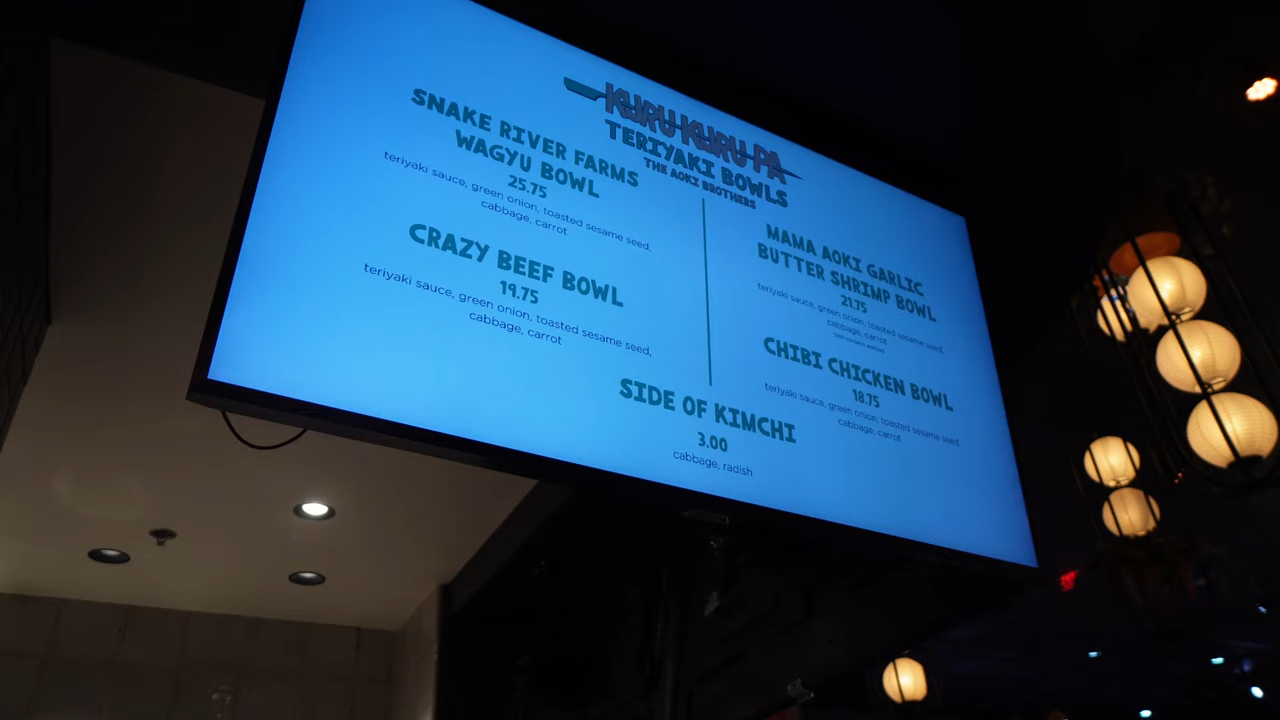 KURU KURU PA
TERIYAKI BOWLS
THE AOKI BROTHERS
SNAKE RIVER FARMS
WAGYU BOWL
25.75
teriyaki sauce, green onion, toasted sesame seed,
cabbage, carrot
CRAZY BEEF BOWL
19.75
teriyaki sauce, green onion, toasted sesame seed,
cabbage, carrot
MAMA AOKI GARLIC
BUTTER SHRIMP BOWL
21.75
teriyaki sauce, green onion, toasted sesame seed,
cabbage, carrot
CHIBI CHICKEN BOWL
18.75
teriyaki sauce, green onion, toasted sesame seed
cabbage, carrot
SIDE OF KIMCHI
3.00
cabbage, radish